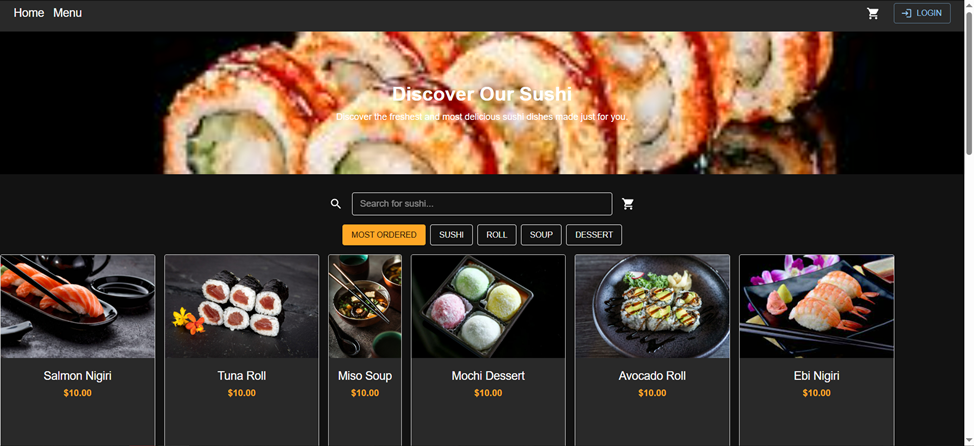 Home Menu LOGIN
Discover Our Sushi
Discover the freshest and most delicious sushi dishes made just for you.
Search for sushi...
MOST ORDERED SUSHI ROLL SOUP DESSERT
Salmon Nigiri Tuna Roll Miso Soup Mochi Dessert Avocado Roll Ebi Nigiri
$10.00 $10.00 $10.00 $10.00 $10.00 $10.00